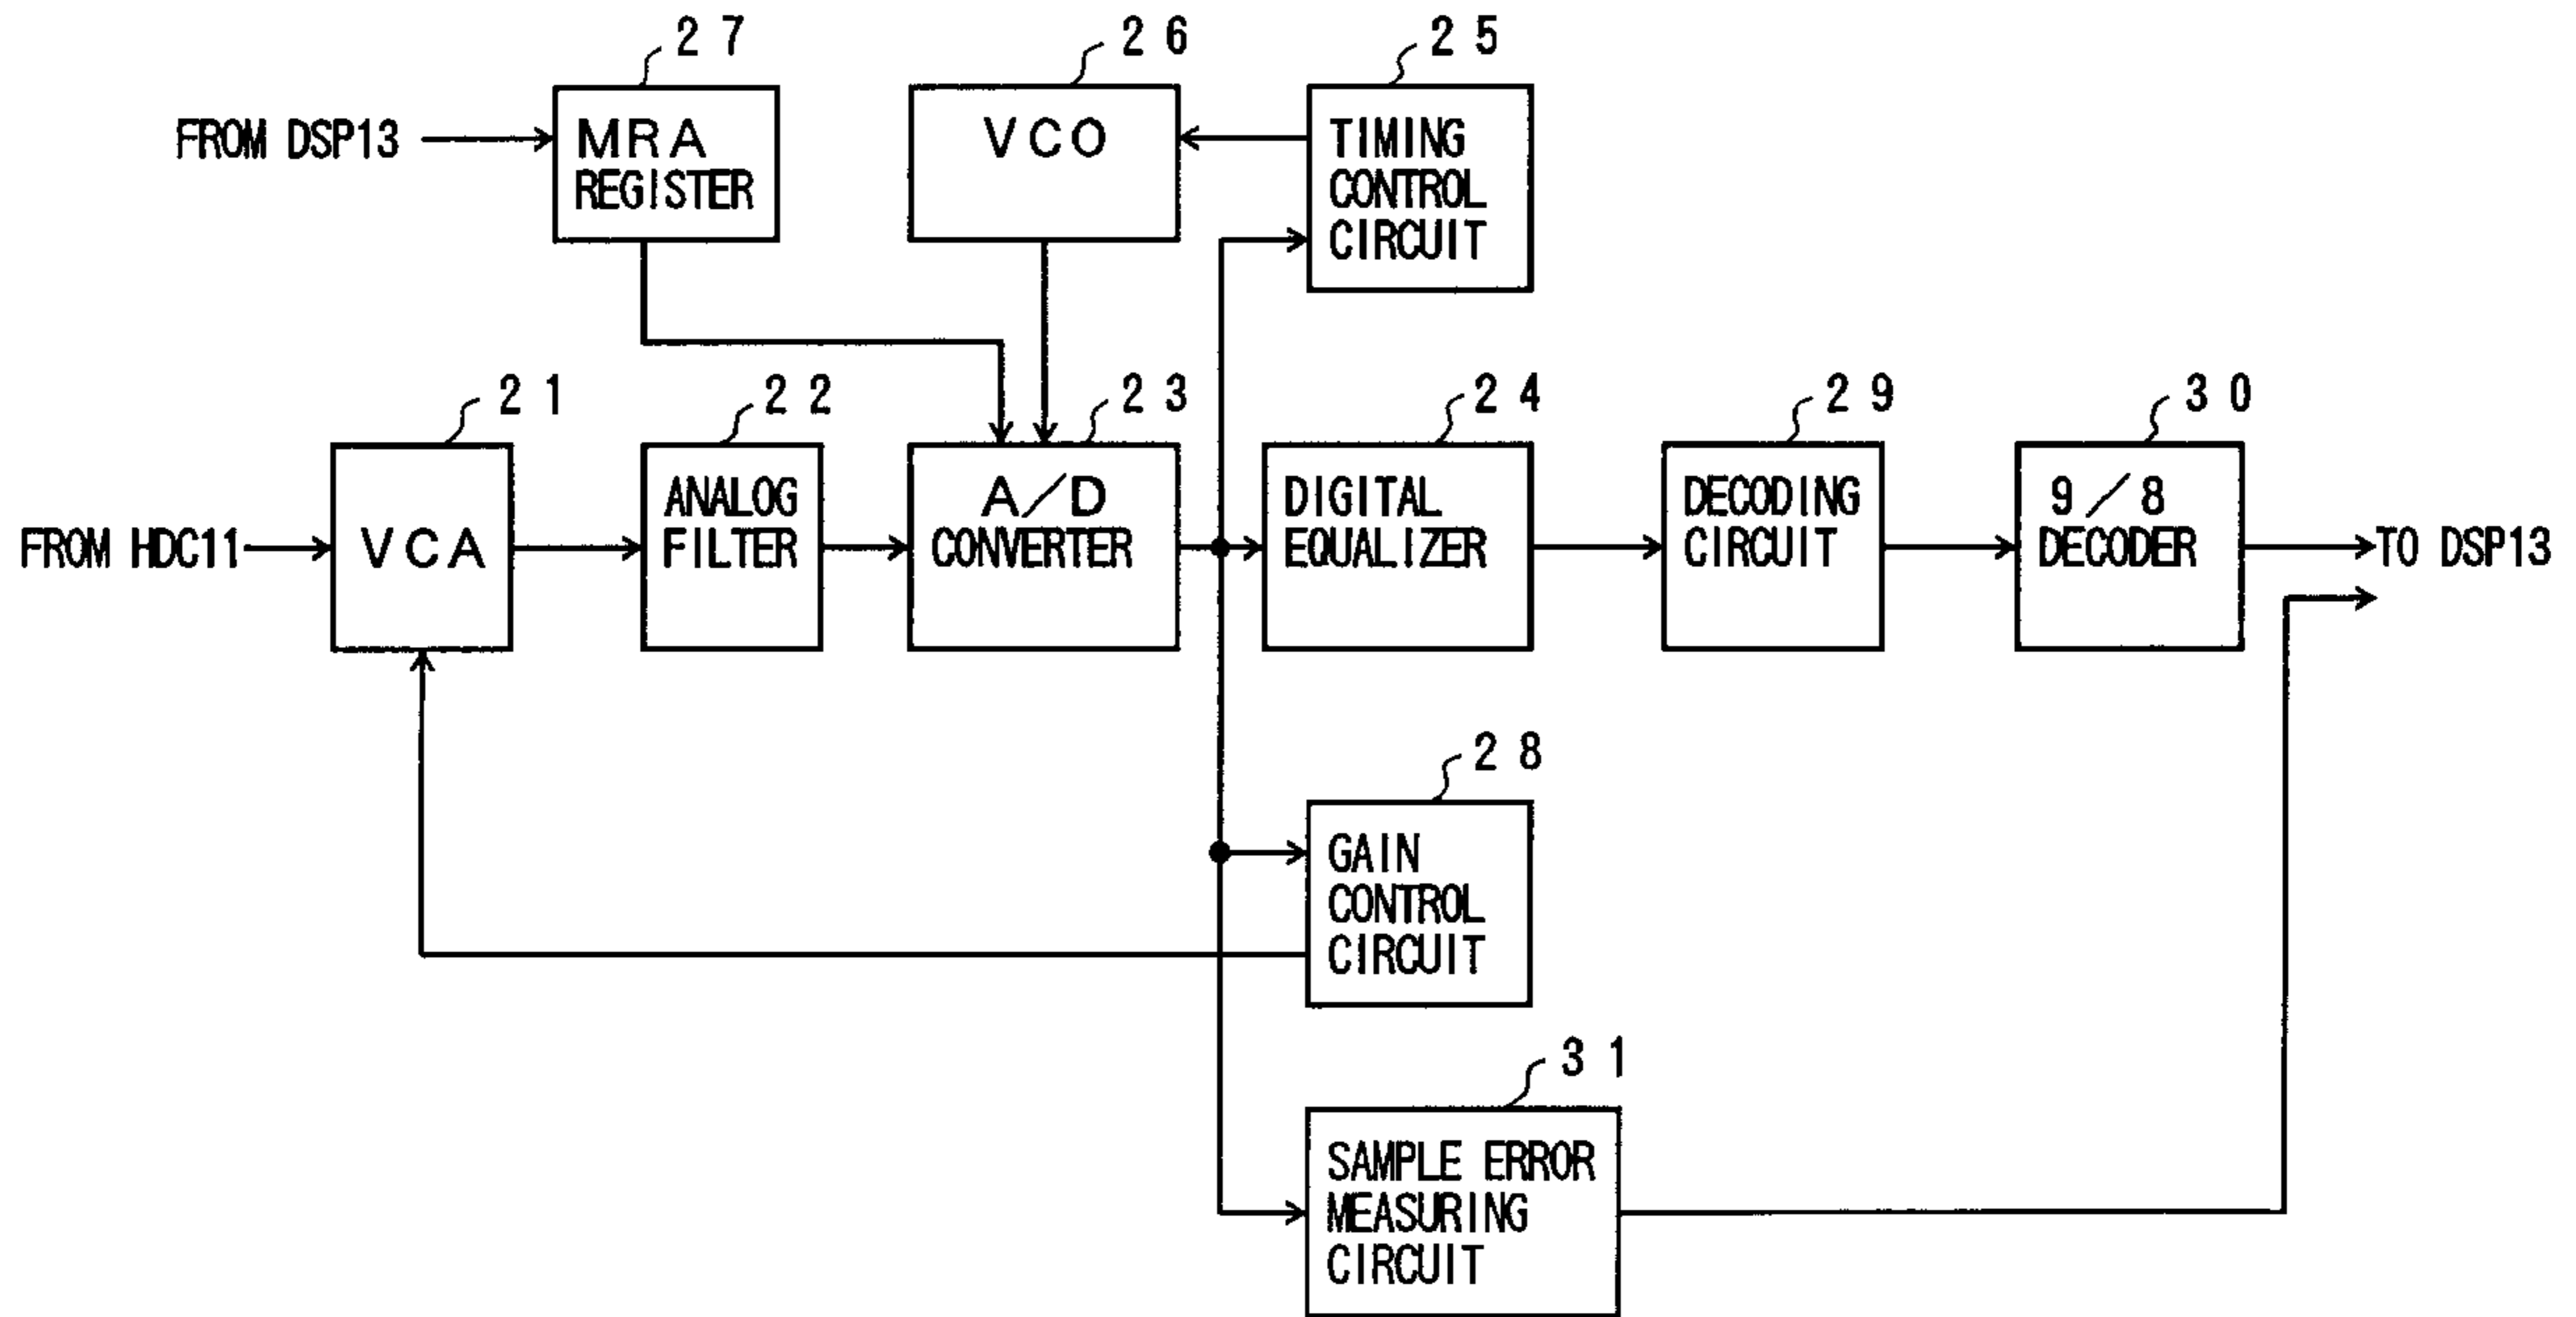 27
26
25
FROM DSP13
MRA
REGISTER
VCO
TIMING
CONTROL
CIRCUIT
21
22
23
24
29
30
FROM HDC11
VCA
ANALOG
FILTER
A/D
CONVERTER
DIGITAL
EQUALIZER
DECODING
CIRCUIT
9/8
DECODER
TO DSP13
28
GAIN
CONTROL
CIRCUIT
31
SAMPLE ERROR
MEASURING
CIRCUIT